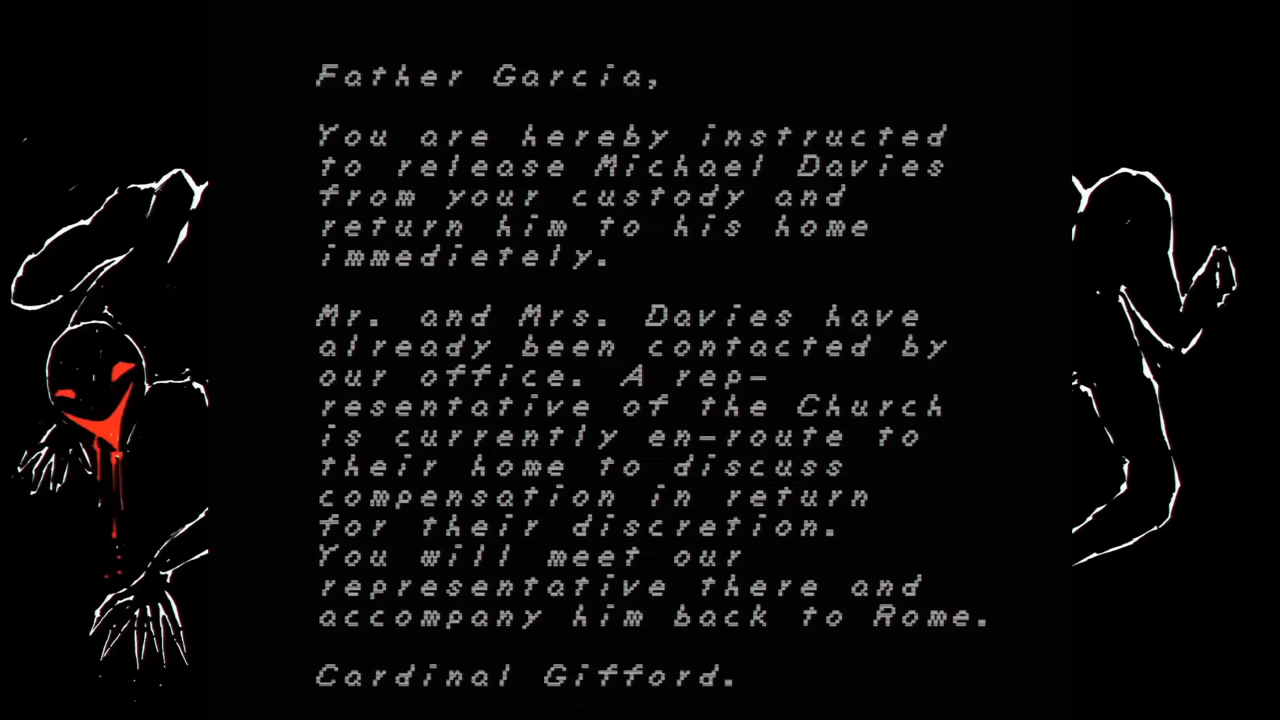 Father Garcia,
You are hereby instructed
to release Michael Davies
from your custody and
return him to his home
immedietely.
Mr. and Mrs. Davies have
already been contacted by
our office. A rep-
resentative of the Church
is currently en-route to
their home to discuss
compensation in return
for their discretion.
You will meet our
representative there and
accompany him back to Rome.
Cardinal Gifford.